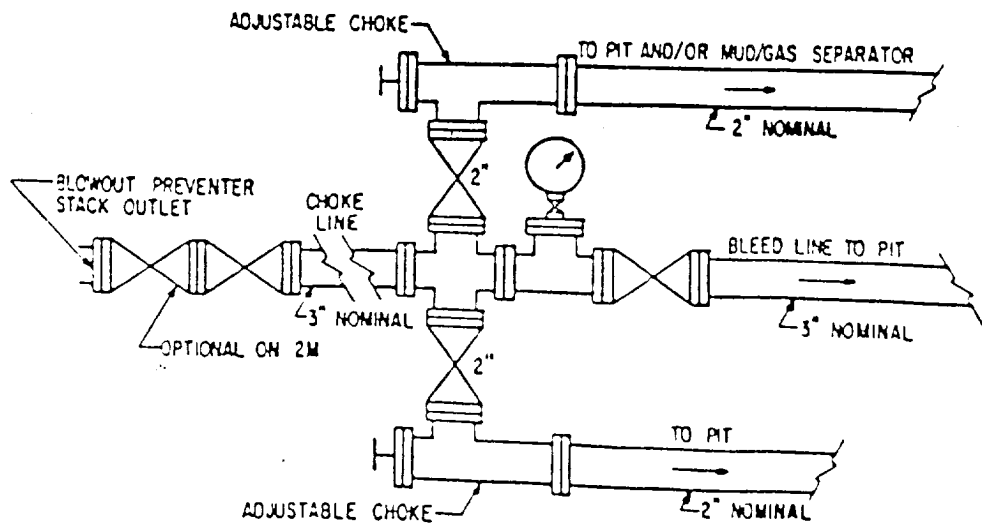 ADJUSTABLE CHOKE
TO PIT AND/OR MUD/GAS SEPARATOR
2" NOMINAL
2"
BLOWOUT PREVENTER
STACK OUTLET
CHOKE
LINE
BLEED LINE TO PIT
3" NOMINAL
3" NOMINAL
OPTIONAL ON 2M
2"
TO PIT
ADJUSTABLE CHOKE
2" NOMINAL